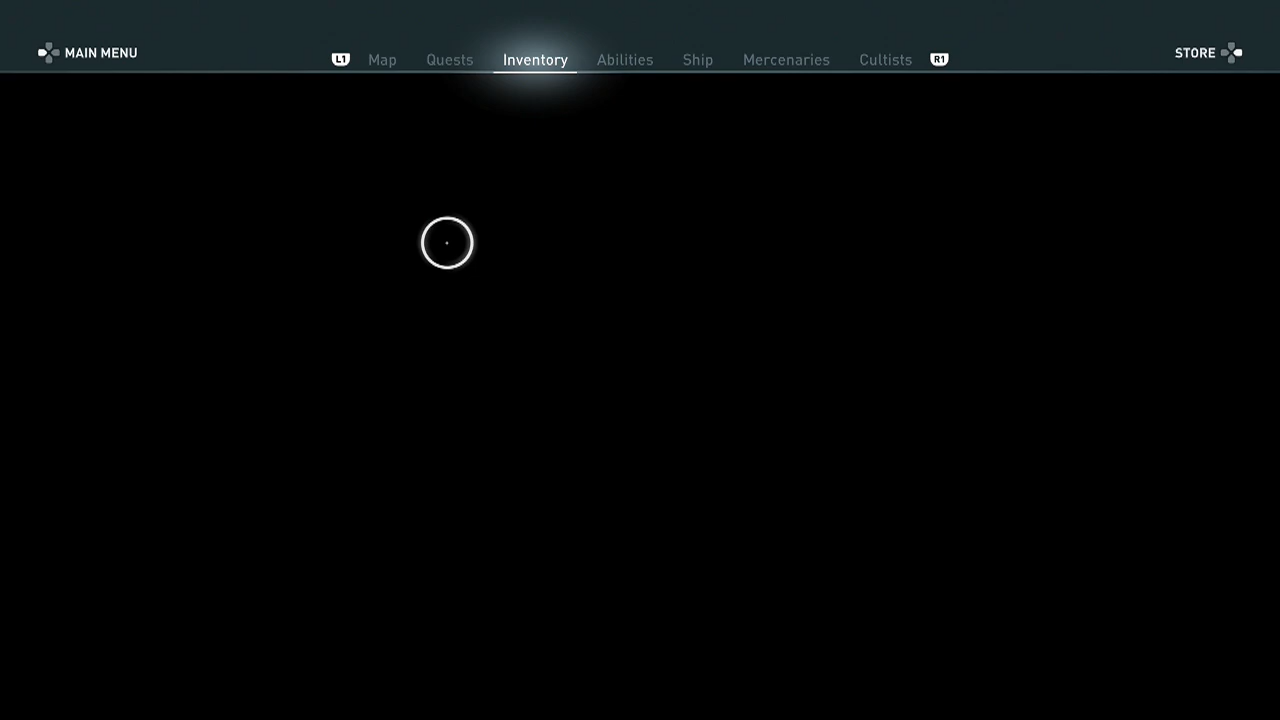 MAIN MENU
L1 Map Quests Inventory Abilities Ship Mercenaries Cultists R1
STORE